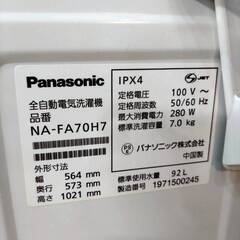 Panasonic
全自動電気洗濯機
品番
NA-FA70H7
外形寸法
幅 564 mm
奥行 573 mm
高さ 1021 mm
IPX4
JET
定格電圧 100 V~
定格周波数 50/60 Hz
最大消費電力 280 W
標準洗濯容量 7.0 kg
PS E
パナソニック株式会社
中国製
標準使用水量 92 L
製造番号 1971500245